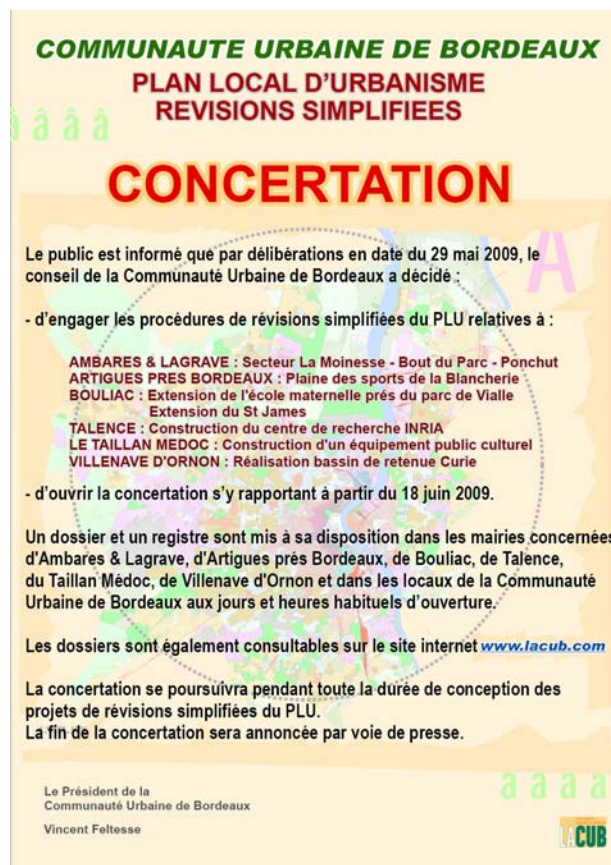 COMMUNAUTE URBAINE DE BORDEAUX
PLAN LOCAL D'URBANISME
REVISIONS SIMPLIFIEES
â â â â
CONCERTATION
A
Le public est informé que par délibérations en date du 29 mai 2009, le
conseil de la Communauté Urbaine de Bordeaux a décidé :
- d'engager les procédures de révisions simplifiées du PLU relatives à :
AMBARES & LAGRAVE : Secteur La Moinesse - Bout du Parc - Ponchut
ARTIGUES PRES BORDEAUX : Plaine des sports de la Blancherie
BOULIAC : Extension de l'école maternelle prés du parc de Vialle
Extension du St James
TALENCE : Construction du centre de recherche INRIA
LE TAILLAN MEDOC : Construction d'un équipement public culturel
VILLENAVE D'ORNON : Réalisation bassin de retenue Curie
- d'ouvrir la concertation s'y rapportant à partir du 18 juin 2009.
Un dossier et un registre sont mis à sa disposition dans les mairies concernées
d'Ambares & Lagrave, d'Artigues prés Bordeaux, de Bouliac, de Talence,
du Taillan Médoc, de Villenave d'Ornon et dans les locaux de la Communauté
Urbaine de Bordeaux aux jours et heures habituels d'ouverture.
Les dossiers sont également consultables sur le site internet www.lacub.com
La concertation se poursuivra pendant toute la durée de conception des
projets de révisions simplifiées du PLU.
La fin de la concertation sera annoncée par voie de presse.
à à à à
Le Président de la
Communauté Urbaine de Bordeaux
Vincent Feltesse
LACUB